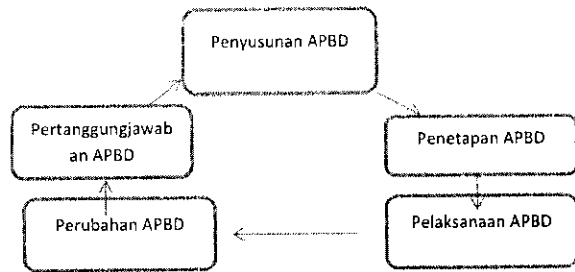 Penyusunan APBD
Pertanggungjawab
an APBD
Penetapan APBD
Perubahan APBD
Pelaksanaan APBD